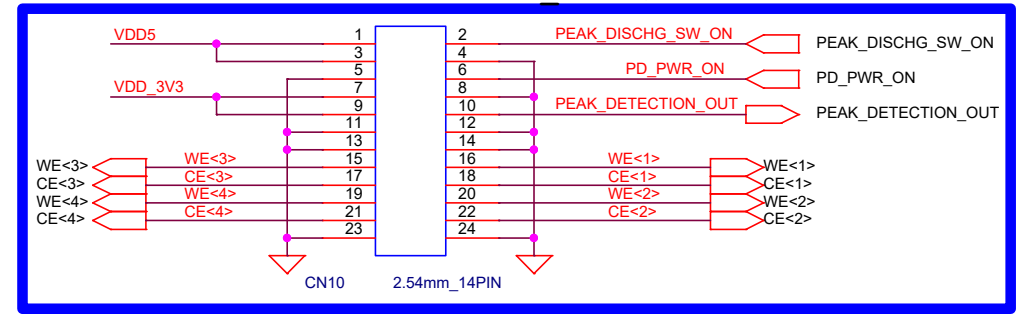 VDD5 1 2 PEAK_DISCHG_SW_ON PEAK_DISCHG_SW_ON
3 4
5 6 PD_PWR_ON PD_PWR_ON
VDD_3V3 7 8
9 10 PEAK_DETECTION_OUT PEAK_DETECTION_OUT
11 12
13 14
WE<3> WE<3> 15 16 WE<1> WE<1>
CE<3> CE<3> 17 18 CE<1> CE<1>
WE<4> WE<4> 19 20 WE<2> WE<2>
CE<4> CE<4> 21 22 CE<2> CE<2>
23 24
CN10 2.54mm_14PIN